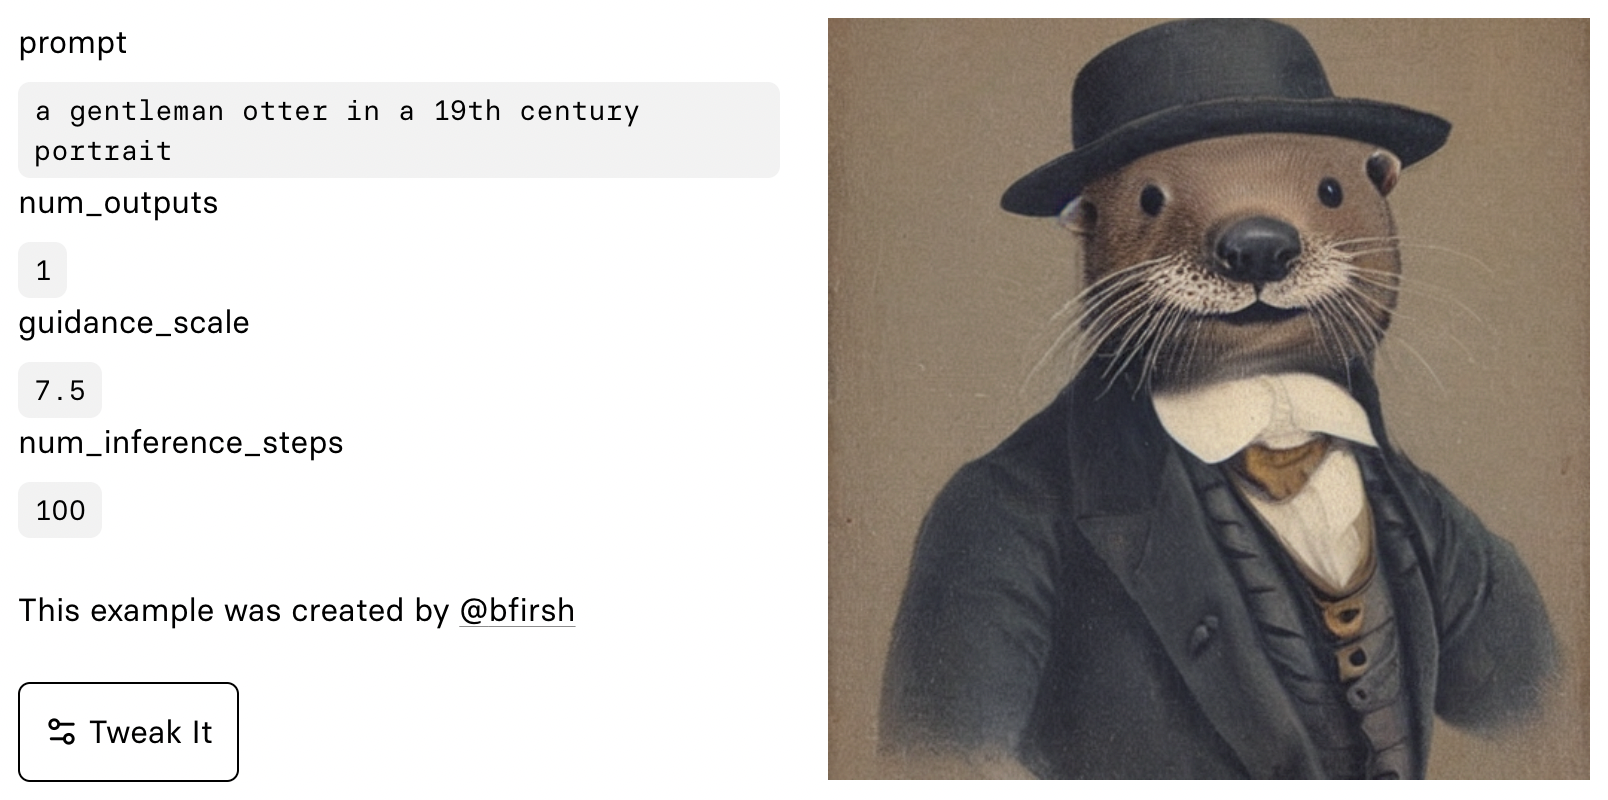 prompt
a gentleman otter in a 19th century
portrait
num_outputs
1
guidance_scale
7.5
num_inference_steps
100
This example was created by @bfirsh
Tweak It